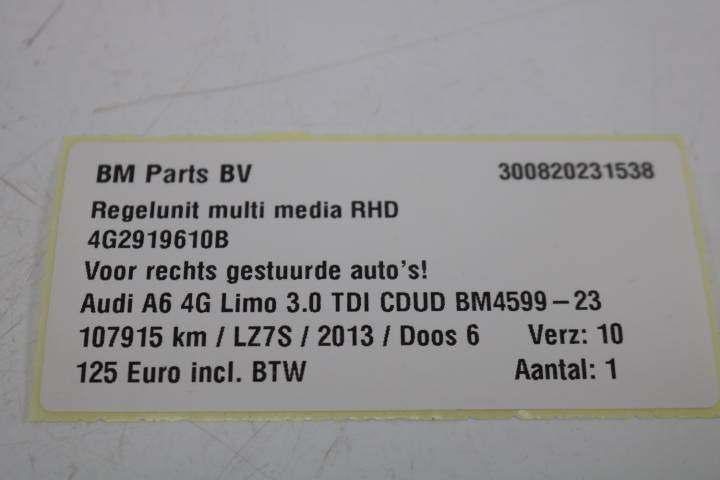 BM Parts BV 300820231538
Regelunit multi media RHD
4G2919610B
Voor rechts gestuurde auto's!
Audi A6 4G Limo 3.0 TDI CDUD BM4599-23
107915 km / LZ7S / 2013 / Doos 6 Verz: 10
125 Euro incl. BTW Aantal: 1